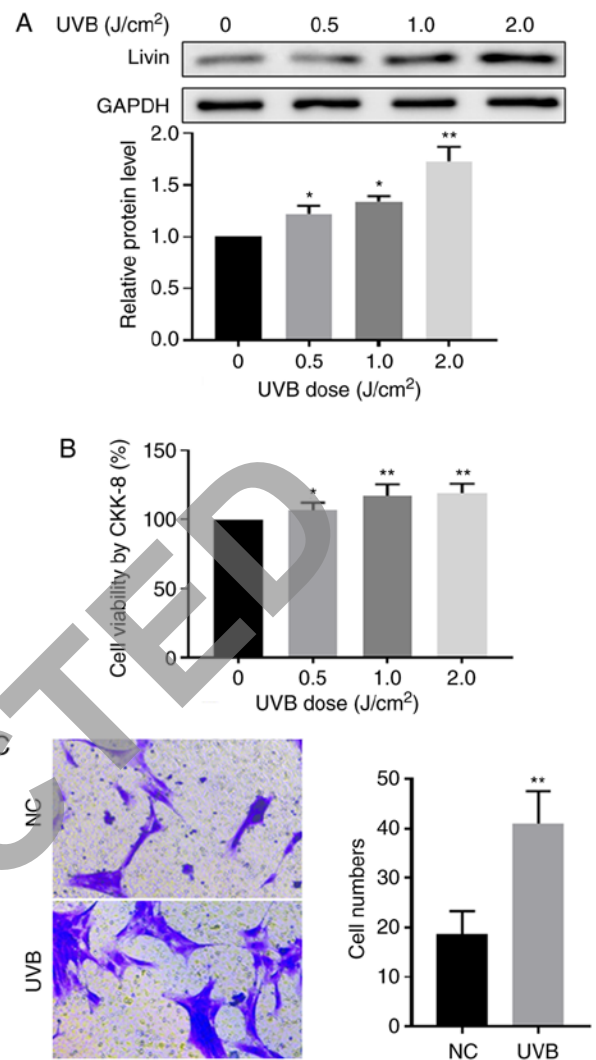 A UVB (J/cm²) 0 0.5 1.0 2.0
Livin
GAPDH
Relative protein level
2.0
1.5
1.0
0.5
0.0
*
*
**
0 0.5 1.0 2.0
UVB dose (J/cm²)
B
Cell viability by CKK-8 (%)
150
100
50
0
*
**
**
0 0.5 1.0 2.0
UVB dose (J/cm²)
C
NC
UVB
Cell numbers
50
40
30
20
10
0
**
NC UVB
CTED